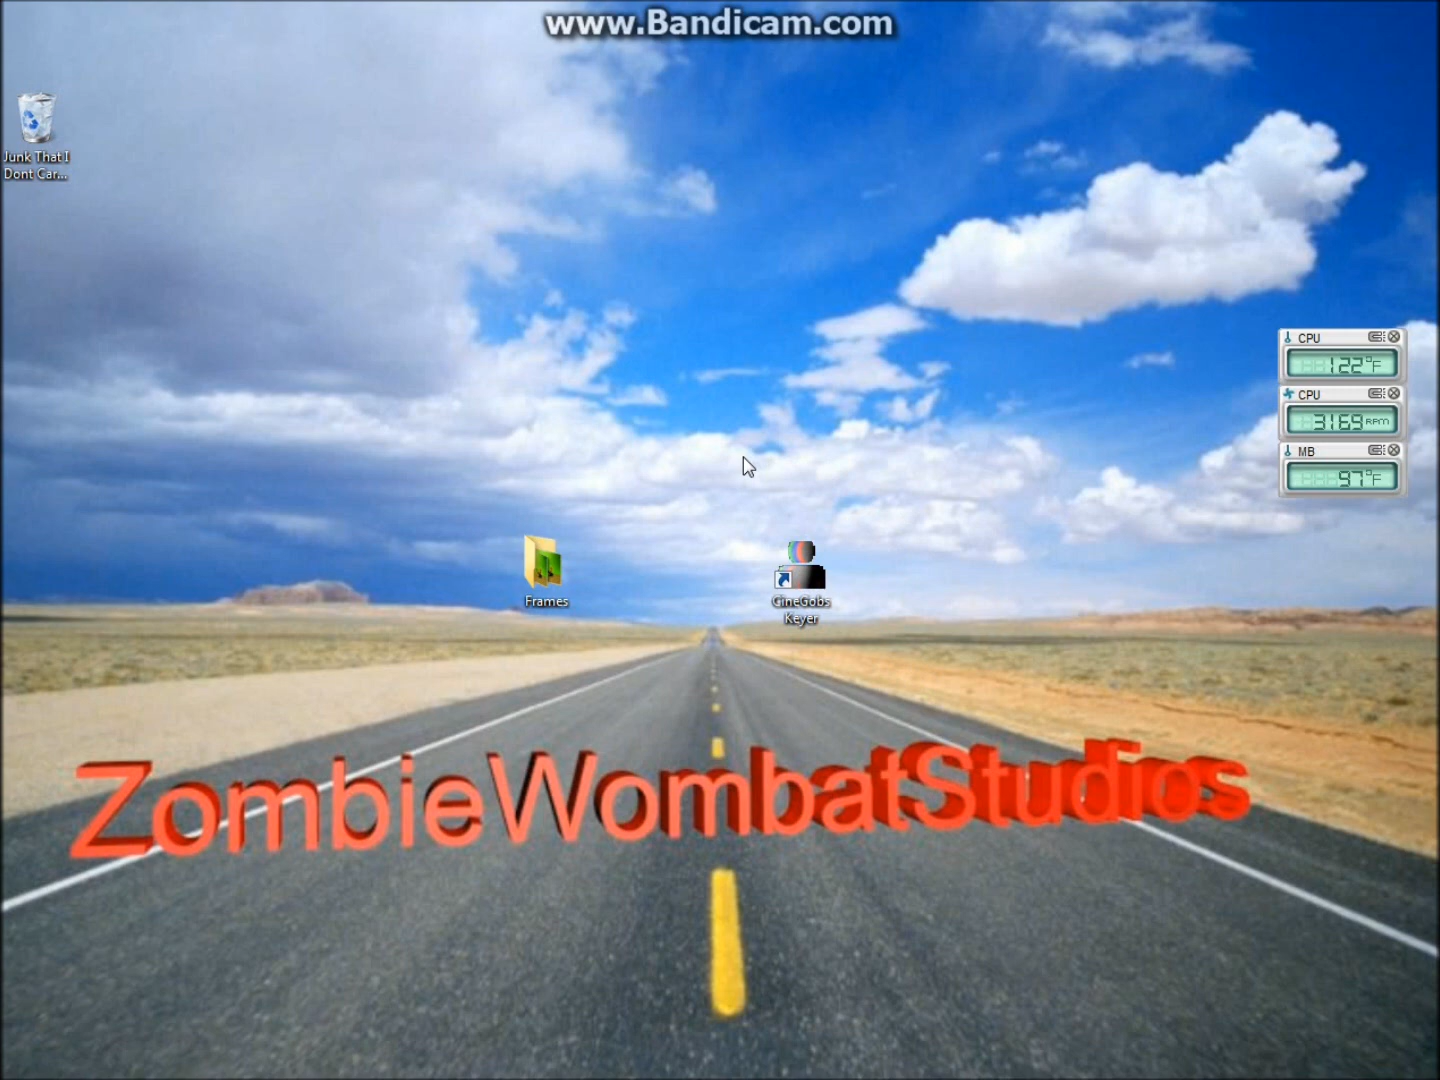 www.Bandicam.com
Junk That I
Dont Car...
CPU
122°F
CPU
3169 RPM
MB
97°F
Frames
CineGobs
Keyer
ZombieWombatStudios